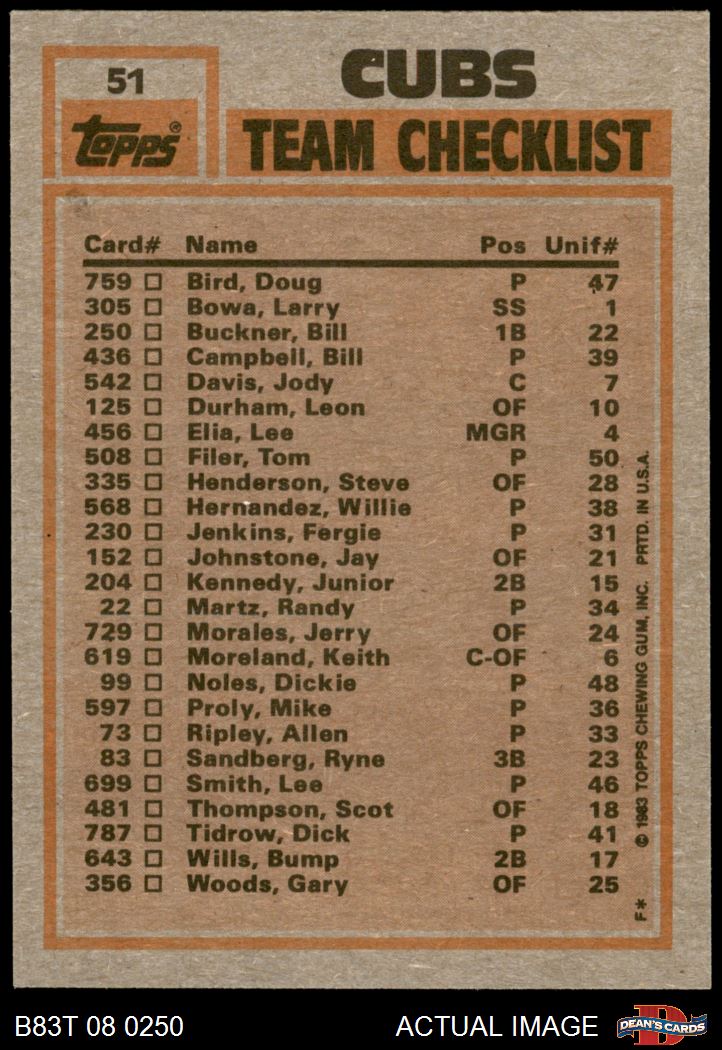 51
CUBS
Topps®
TEAM CHECKLIST
Card# Name Pos Unif#
759 Bird, Doug P 47
305 Bowa, Larry SS 1
250 Buckner, Bill 1B 22
436 Campbell, Bill P 39
542 Davis, Jody C 7
125 Durham, Leon OF 10
456 Elia, Lee MGR 4
508 Filer, Tom P 50
335 Henderson, Steve OF 28
568 Hernandez, Willie P 38
230 Jenkins, Fergie P 31
152 Johnstone, Jay OF 21
204 Kennedy, Junior 2B 15
22 Martz, Randy P 34
729 Morales, Jerry OF 24
619 Moreland, Keith C-OF 6
99 Noles, Dickie P 48
597 Proly, Mike P 36
73 Ripley, Allen P 33
83 Sandberg, Ryne 3B 23
699 Smith, Lee P 46
481 Thompson, Scot OF 18
787 Tidrow, Dick P 41
643 Wills, Bump 2B 17
356 Woods, Gary OF 25
F* © 1983 TOPPS CHEWING GUM, INC. PRTD. IN U.S.A.
B83T 08 0250
ACTUAL IMAGE
D
DEAN'S CARDS